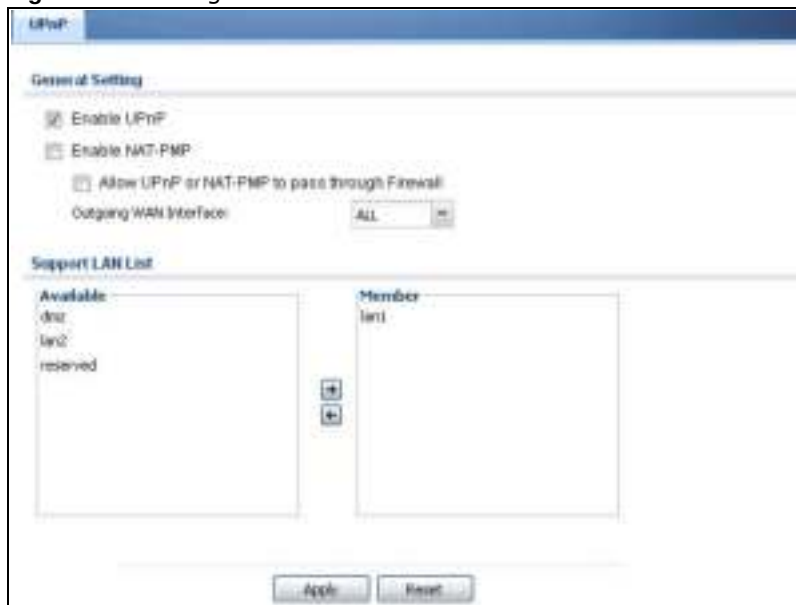 UPnP
General Setting
Enable UPnP
Enable NAT-PMP
Allow UPnP or NAT-PMP to pass through Firewall
Outgoing WAN Interface: ALL
Support LAN List
Available
dmz
lan2
reserved
Member
lan1
Apply Reset